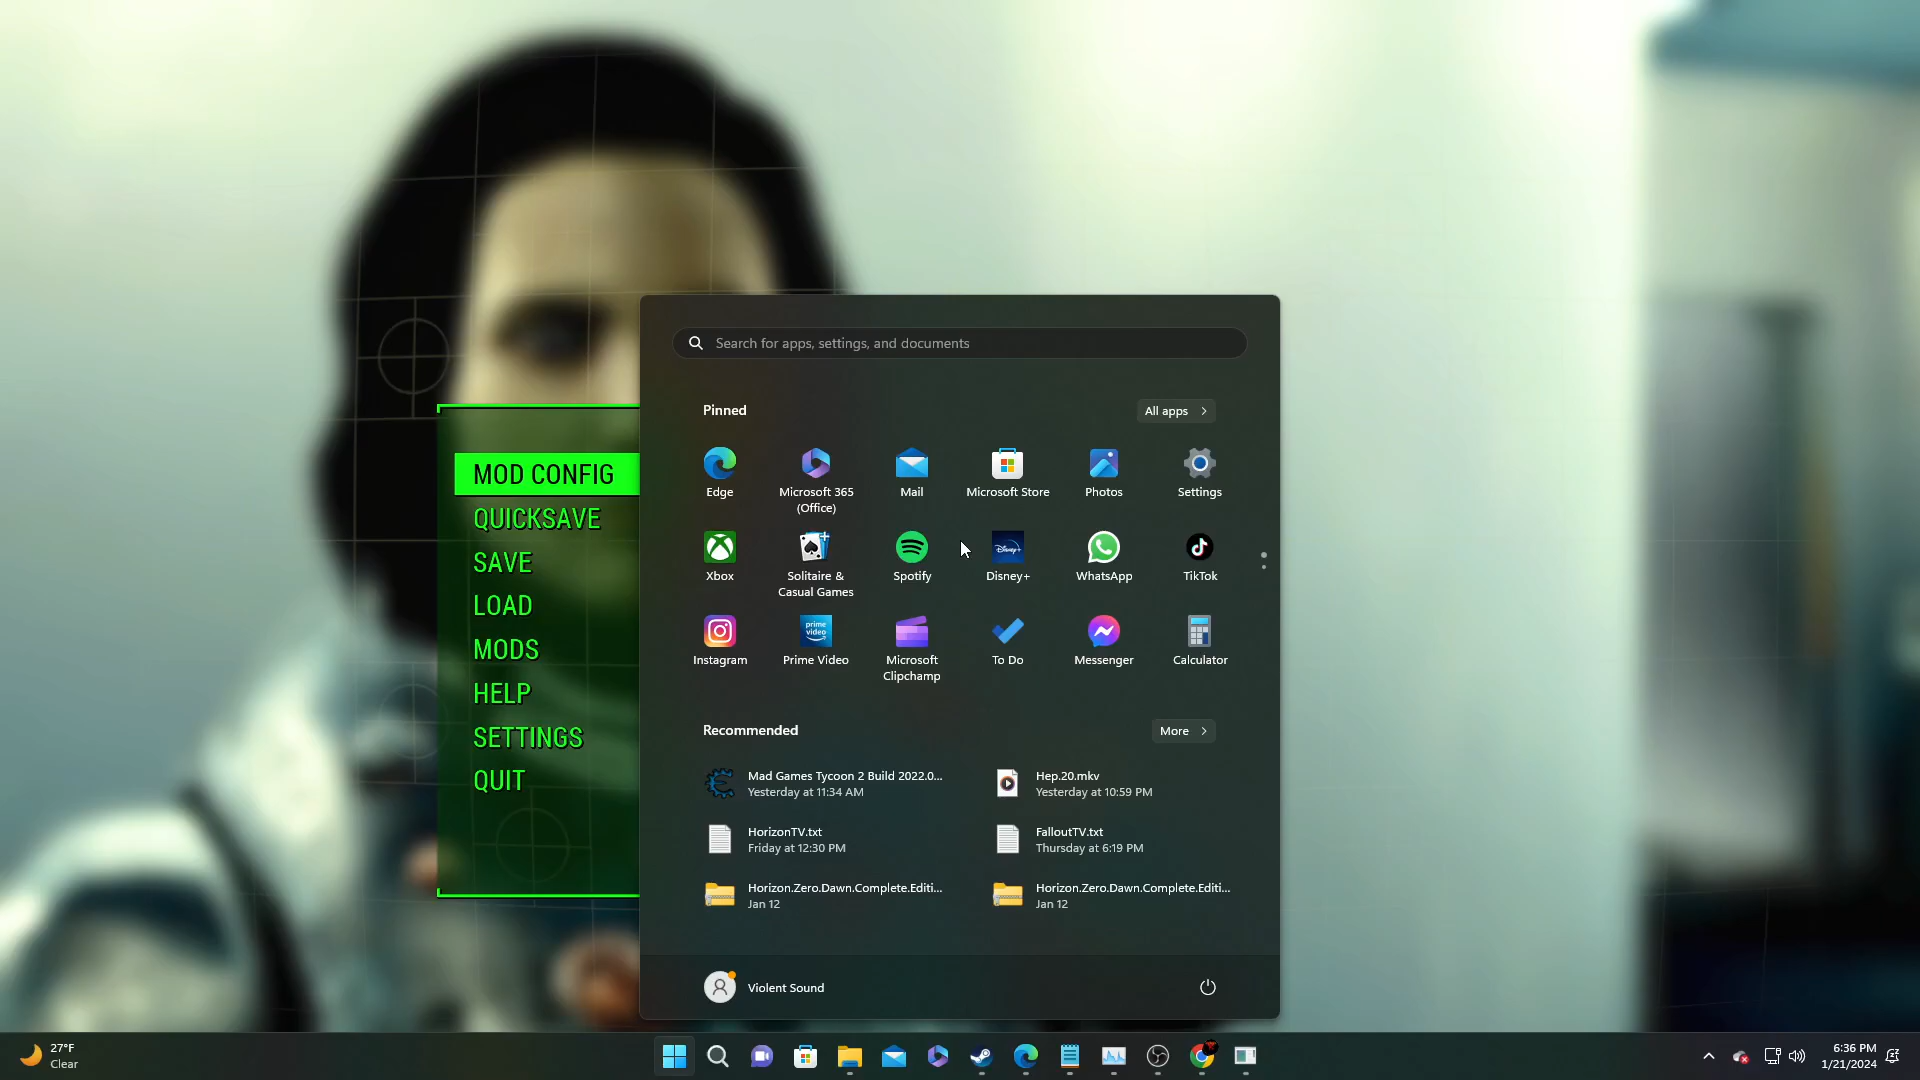 Search for apps, settings, and documents
Pinned
All apps
Edge
Microsoft 365
(Office)
Mail
Microsoft Store
Photos
Settings
Xbox
Solitaire &
Casual Games
Spotify
Disney+
Disney+
WhatsApp
TikTok
Instagram
prime
video
Prime Video
Microsoft
Clipchamp
To Do
Messenger
Calculator
Recommended
More
Mad Games Tycoon 2 Build 2022.0...
Yesterday at 11:34 AM
Hep.20.mkv
Yesterday at 10:59 PM
HorizonTV.txt
Friday at 12:30 PM
FalloutTV.txt
Thursday at 6:19 PM
Horizon.Zero.Dawn.Complete.Editi...
Jan 12
Horizon.Zero.Dawn.Complete.Editi...
Jan 12
Violent Sound
MOD CONFIG
QUICKSAVE
SAVE
LOAD
MODS
HELP
SETTINGS
QUIT
27°F
Clear
6:36 PM
1/21/2024